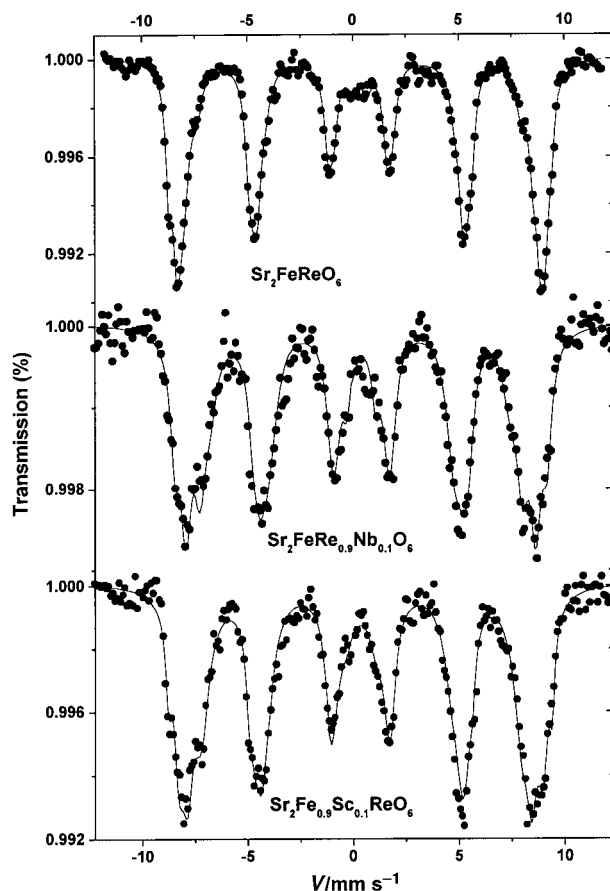 -10 -5 0 5 10
1.000
0.996
0.992
Sr₂FeReO₆
1.000
Transmission (%)
0.998
Sr₂FeRe₀.₉Nb₀.₁O₆
1.000
0.996
Sr₂Fe₀.₉Sc₀.₁ReO₆
0.992
-10 -5 0 5 10
V/mm s⁻¹